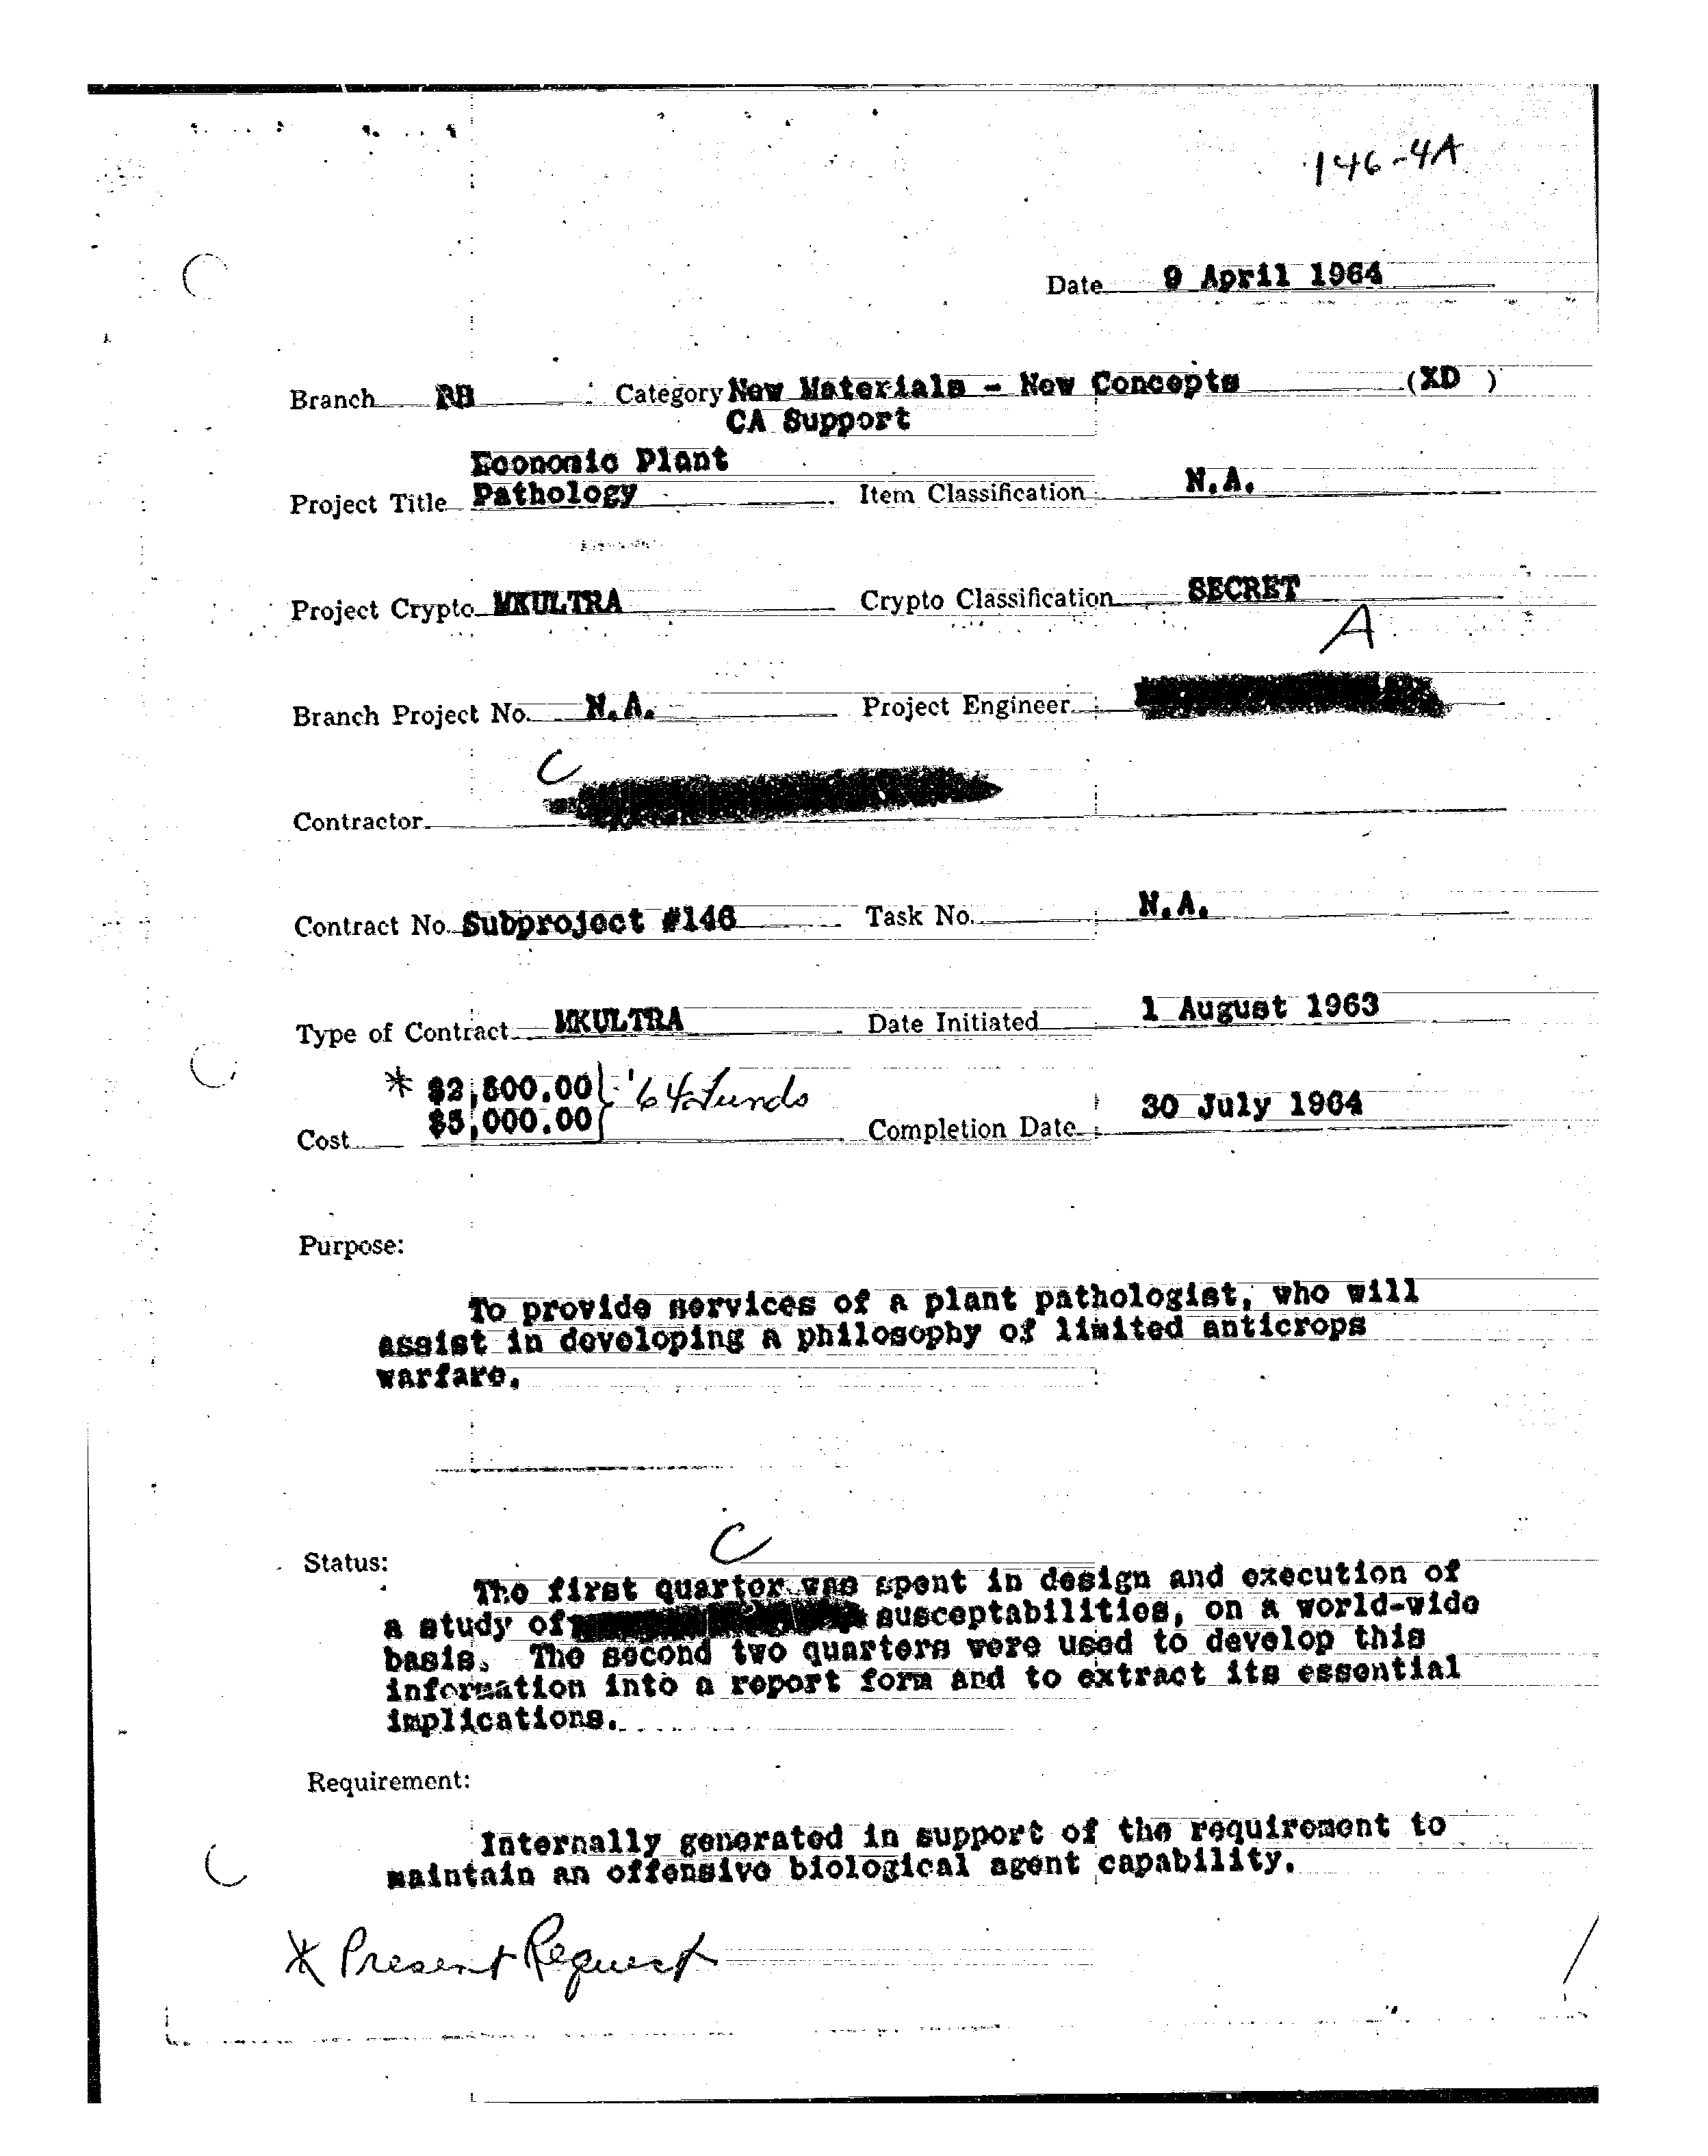 146-4A
Date 9 April 1964
Branch RB Category New Materials - New Concepts (XD )
CA Support
Economic Plant
Project Title Pathology Item Classification N.A.
Project Crypto MKULTRA Crypto Classification SECRET
A
Branch Project No. N.A. Project Engineer
C
Contractor
Contract No. Subproject #146 Task No. N.A.
Type of Contract MKULTRA Date Initiated 1 August 1963
* $2,800.00 } '64 Funds
$5,000.00
Cost Completion Date 30 July 1964
Purpose:
To provide services of a plant pathologist, who will
assist in developing a philosophy of limited anticrops
warfare.
C
Status:
The first quarter was spent in design and execution of
a study of susceptabilities, on a world-wide
basis. The second two quarters were used to develop this
information into a report form and to extract its essential
implications.
Requirement:
Internally generated in support of the requirement to
maintain an offensive biological agent capability.
* Present Request